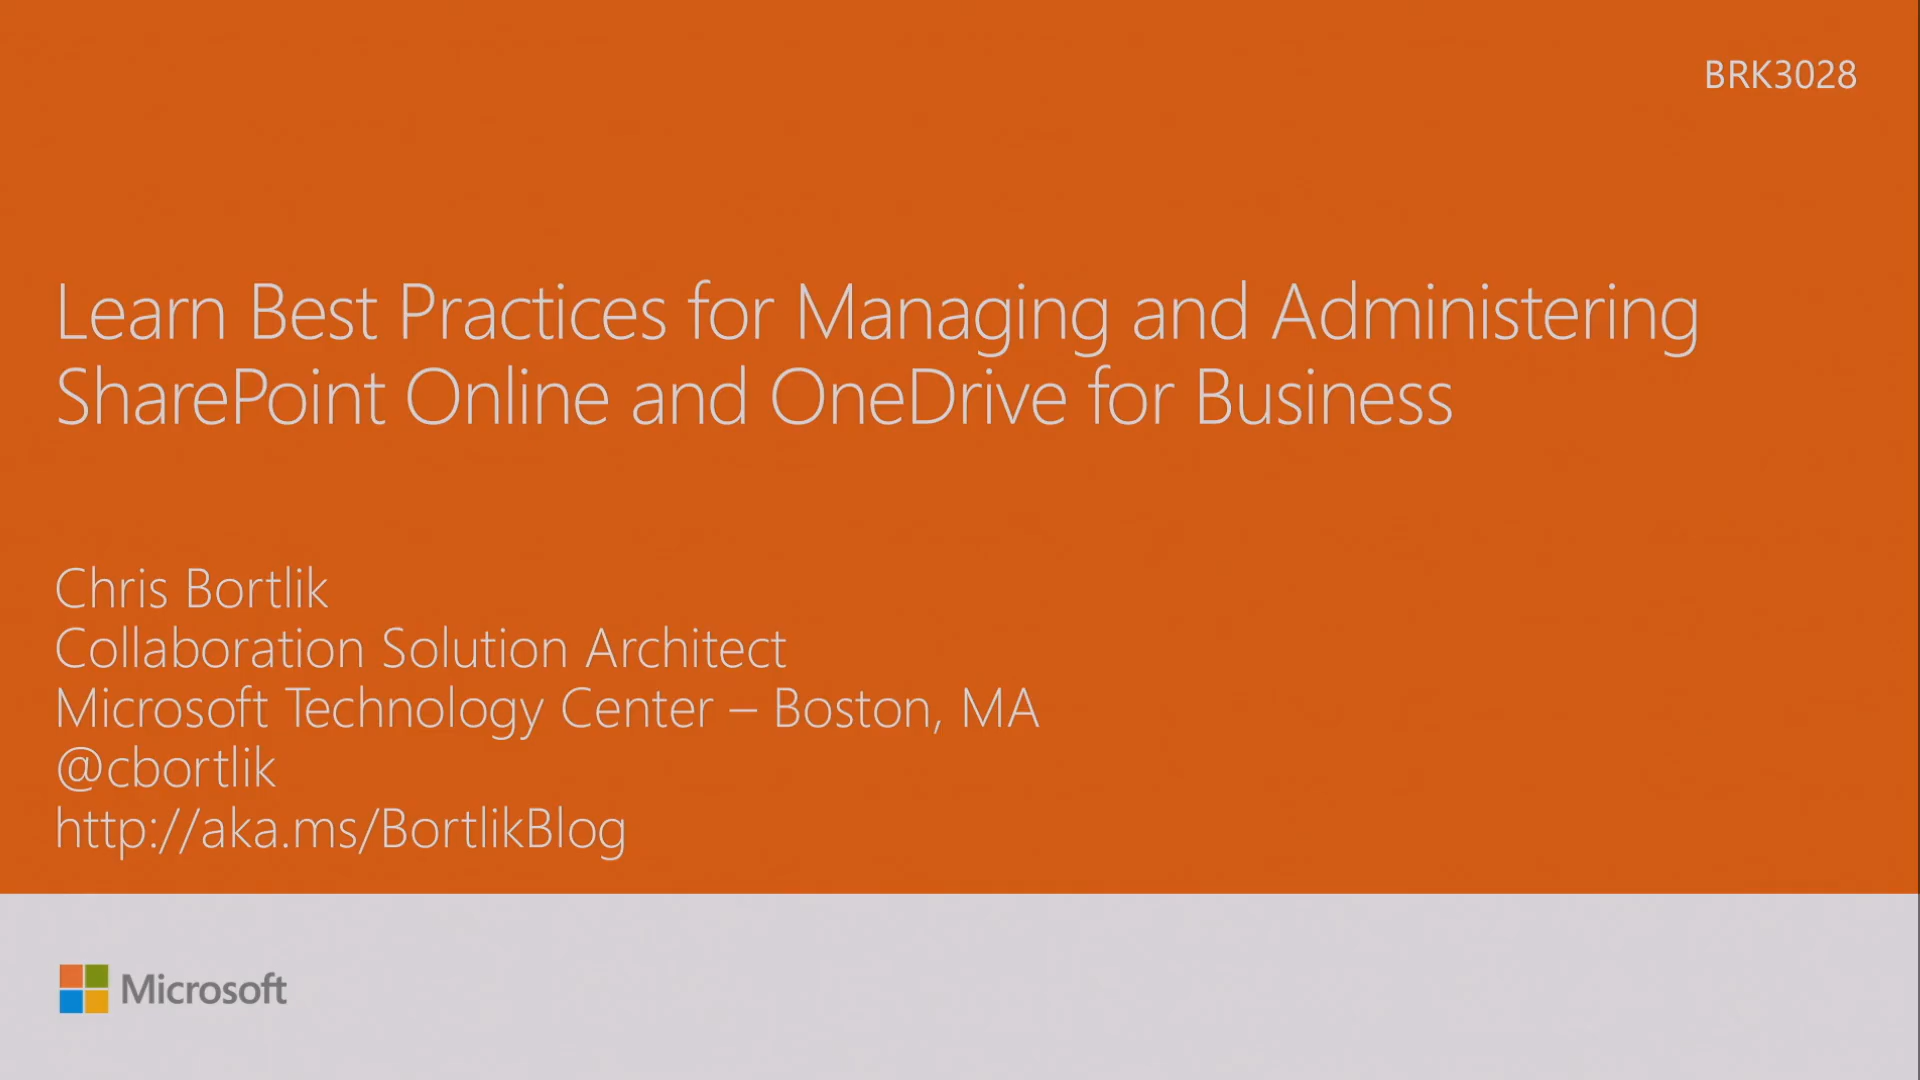 BRK3028
Learn Best Practices for Managing and Administering
SharePoint Online and OneDrive for Business
Chris Bortlik
Collaboration Solution Architect
Microsoft Technology Center – Boston, MA
@cbortlik
http://aka.ms/BortlikBlog
Microsoft